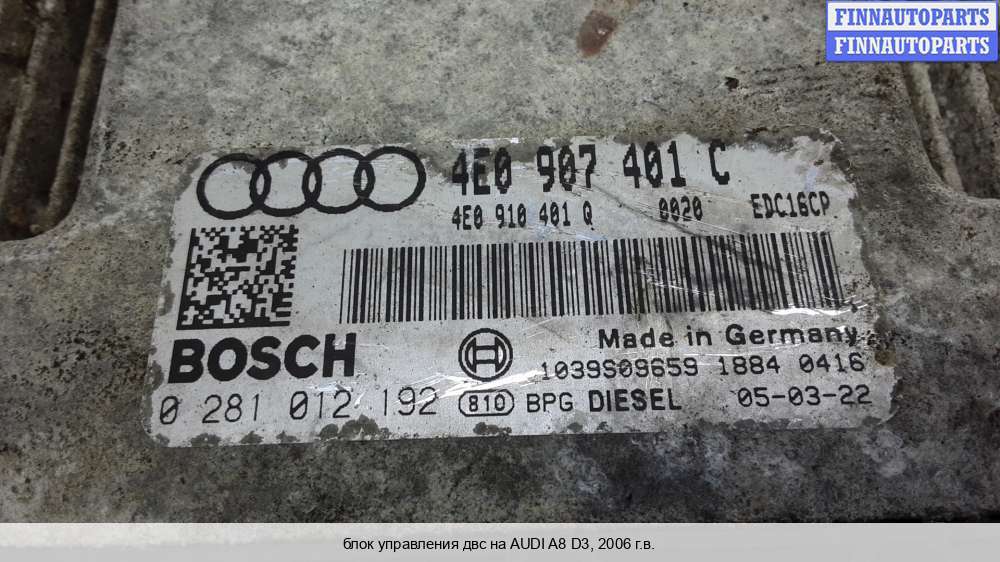 FINNAUTOPARTS
FINNAUTOPARTS
4E0 907 401 C
4E0 910 401 Q 0020 EDC16CP
Made in Germany
BOSCH
1039S09659 1884 0416
0 281 012 192 810 BPG DIESEL 05-03-22
блок управления двс на AUDI A8 D3, 2006 г.в.